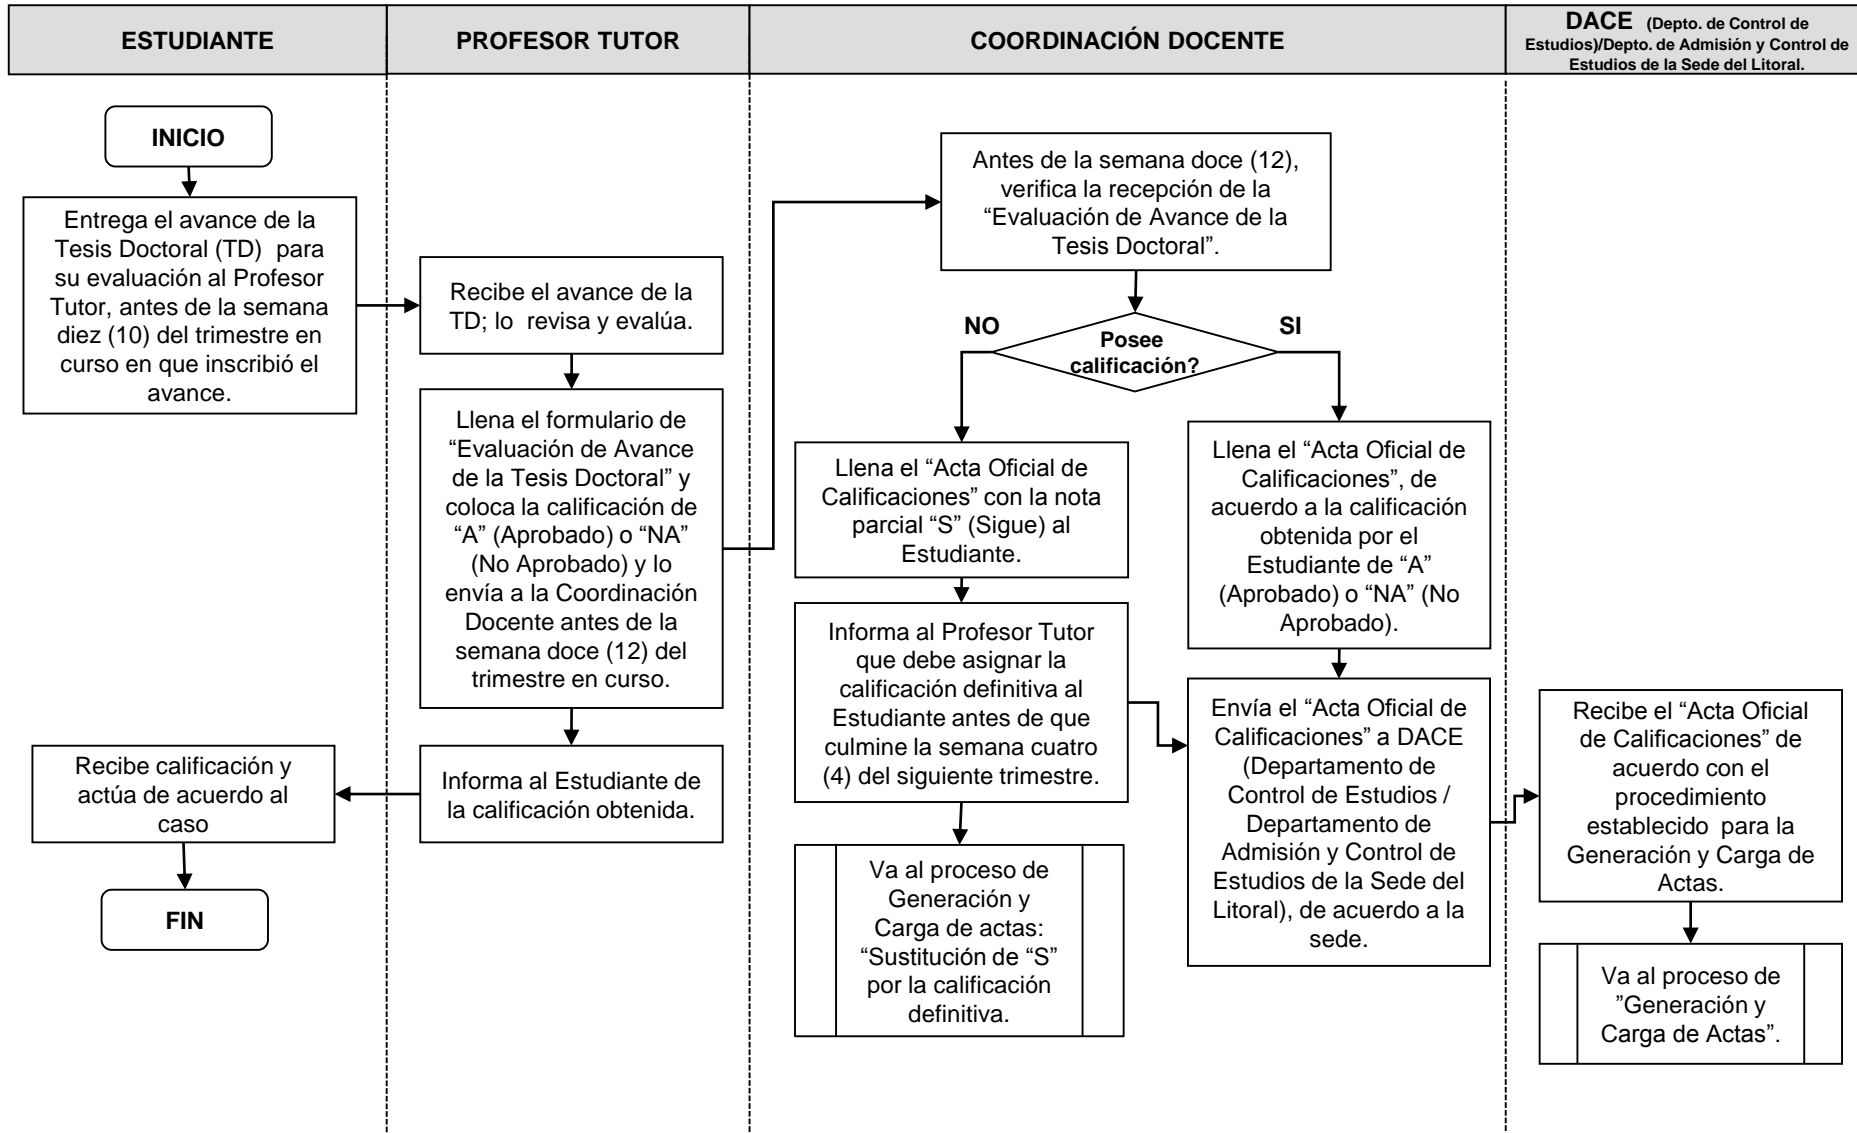 ESTUDIANTE
PROFESOR TUTOR
COORDINACIÓN DOCENTE
DACE (Depto. de Control de
Estudios)/Depto. de Admisión y Control de
Estudios de la Sede del Litoral.
INICIO
Entrega el avance de la
Tesis Doctoral (TD) para
su evaluación al Profesor
Tutor, antes de la semana
diez (10) del trimestre en
curso en que inscribió el
avance.
Recibe el avance de la
TD; lo revisa y evalúa.
Llena el formulario de
“Evaluación de Avance
de la Tesis Doctoral” y
coloca la calificación de
“A” (Aprobado) o “NA”
(No Aprobado) y lo
envía a la Coordinación
Docente antes de la
semana doce (12) del
trimestre en curso.
Informa al Estudiante de
la calificación obtenida.
Recibe calificación y
actúa de acuerdo al
caso
FIN
Antes de la semana doce (12),
verifica la recepción de la
“Evaluación de Avance de la
Tesis Doctoral”.
NO
SI
Posee
calificación?
Llena el “Acta Oficial de
Calificaciones” con la nota
parcial “S” (Sigue) al
Estudiante.
Informa al Profesor Tutor
que debe asignar la
calificación definitiva al
Estudiante antes de que
culmine la semana cuatro
(4) del siguiente trimestre.
Va al proceso de
Generación y
Carga de actas:
“Sustitución de “S”
por la calificación
definitiva.
Llena el “Acta Oficial de
Calificaciones”, de
acuerdo a la calificación
obtenida por el
Estudiante de “A”
(Aprobado) o “NA” (No
Aprobado).
Envía el “Acta Oficial de
Calificaciones” a DACE
(Departamento de
Control de Estudios /
Departamento de
Admisión y Control de
Estudios de la Sede del
Litoral), de acuerdo a la
sede.
Recibe el “Acta Oficial
de Calificaciones” de
acuerdo con el
procedimiento
establecido para la
Generación y Carga de
Actas.
Va al proceso de
”Generación y
Carga de Actas”.